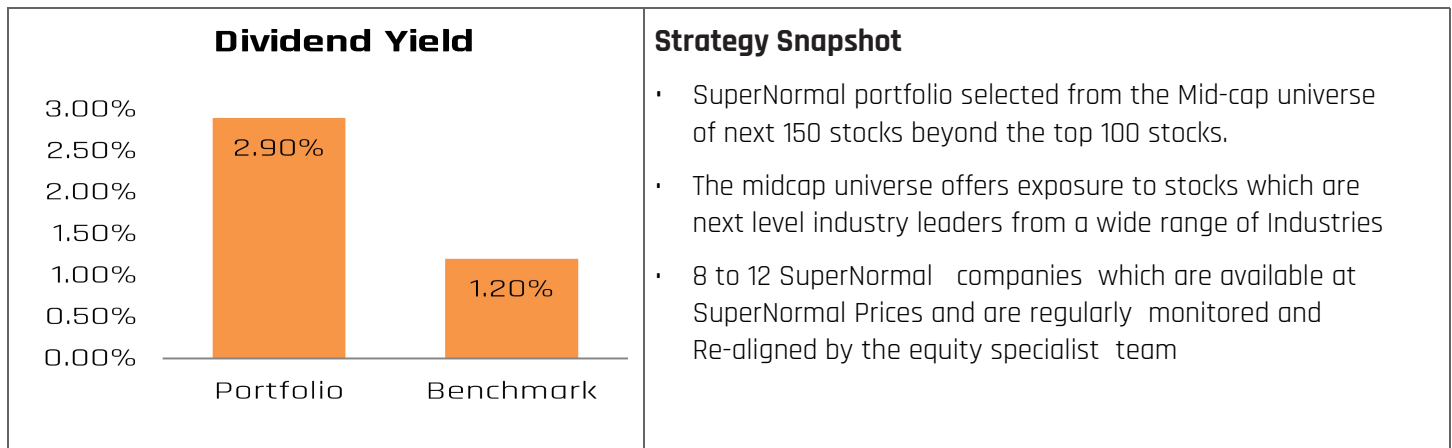 Dividend Yield
3.00%
2.50%
2.00%
1.50%
1.00%
0.50%
0.00%
2.90%
1.20%
Portfolio
Benchmark
Strategy Snapshot
· SuperNormal portfolio selected from the Mid-cap universe
of next 150 stocks beyond the top 100 stocks.
· The midcap universe offers exposure to stocks which are
next level industry leaders from a wide range of Industries
· 8 to 12 SuperNormal companies which are available at
SuperNormal Prices and are regularly monitored and
Re-aligned by the equity specialist team